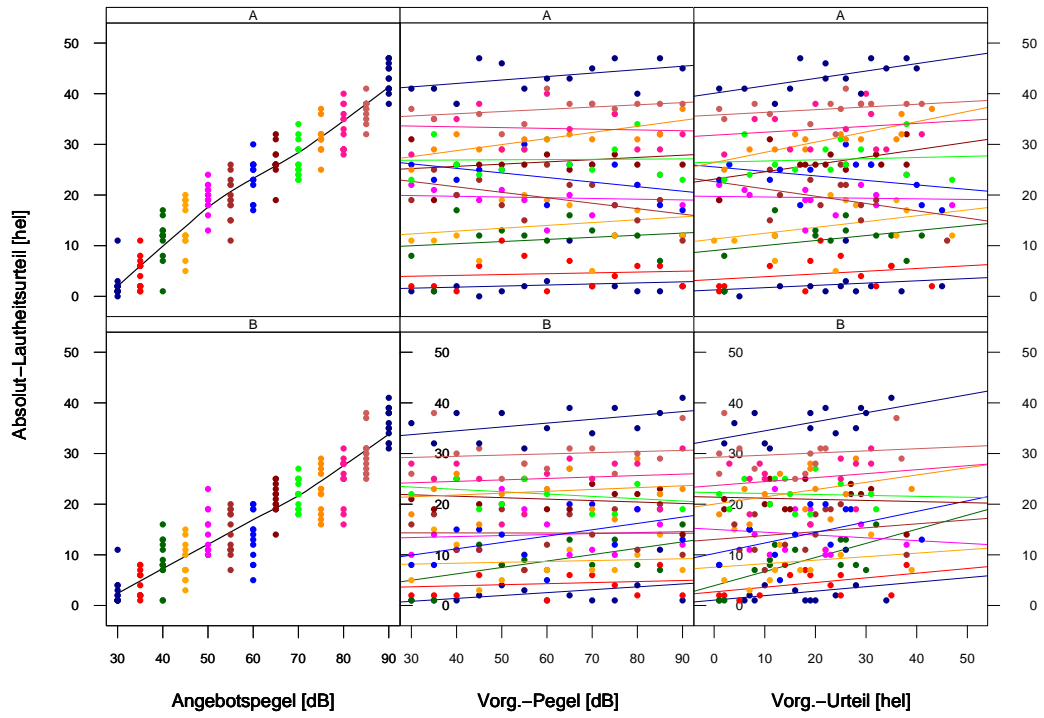 A A A
50 50
40 40
30 30
20 20
10 10
0 0
B B B
50 50 50 50
40 40 40 40
30 30 30 30
20 20 20 20
10 10 10 10
0 0 0 0
30 40 50 60 70 80 90 30 40 50 60 70 80 90 0 10 20 30 40 50
Angebotspegel [dB] Vorg.−Pegel [dB] Vorg.−Urteil [hel]
Absolut−Lautheitsurteil [hel]